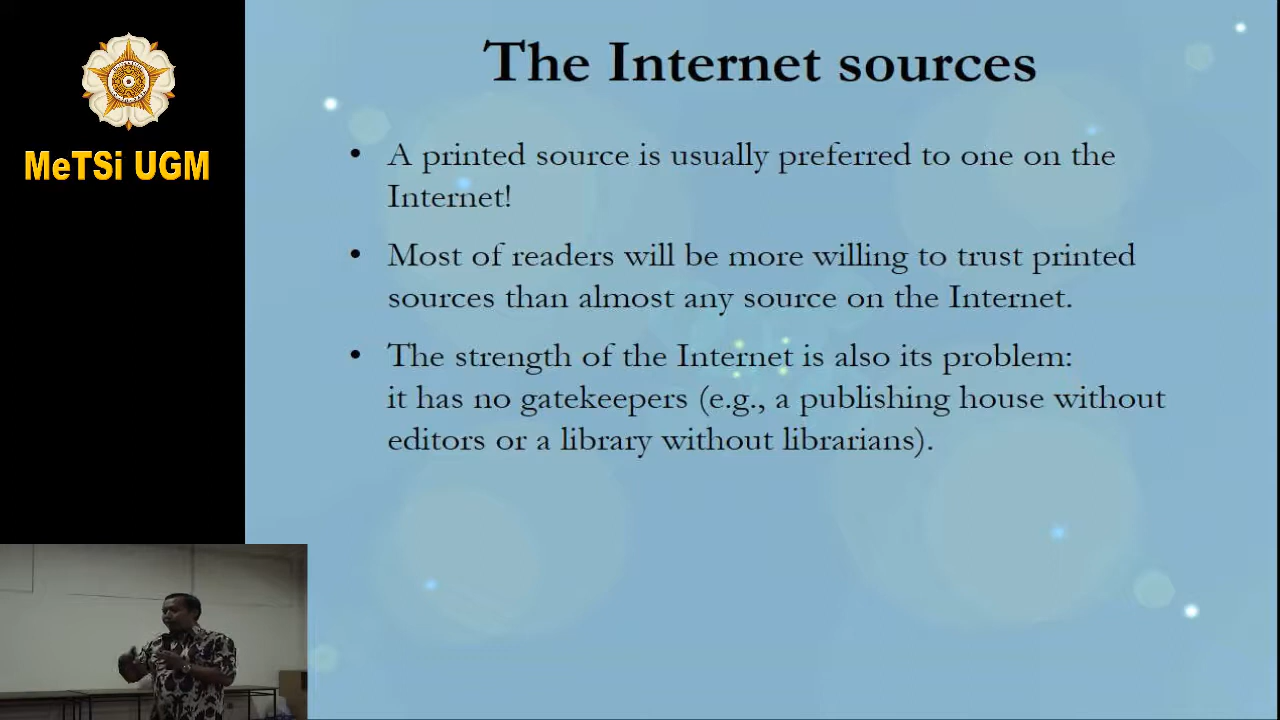 MeTSi UGM
The Internet sources
• A printed source is usually preferred to one on the
Internet!
• Most of readers will be more willing to trust printed
sources than almost any source on the Internet.
• The strength of the Internet is also its problem:
it has no gatekeepers (e.g., a publishing house without
editors or a library without librarians).